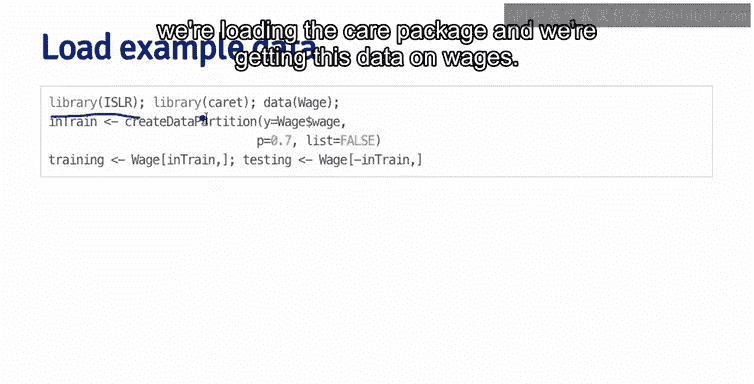 we're loading the care package and we're
getting this data on wages.
Load example data
library(ISLR); library(caret); data(Wage);
inTrain <- createDataPartition(y=Wage$wage,
p=0.7, list=FALSE)
training <- Wage[inTrain,]; testing <- Wage[-inTrain,]